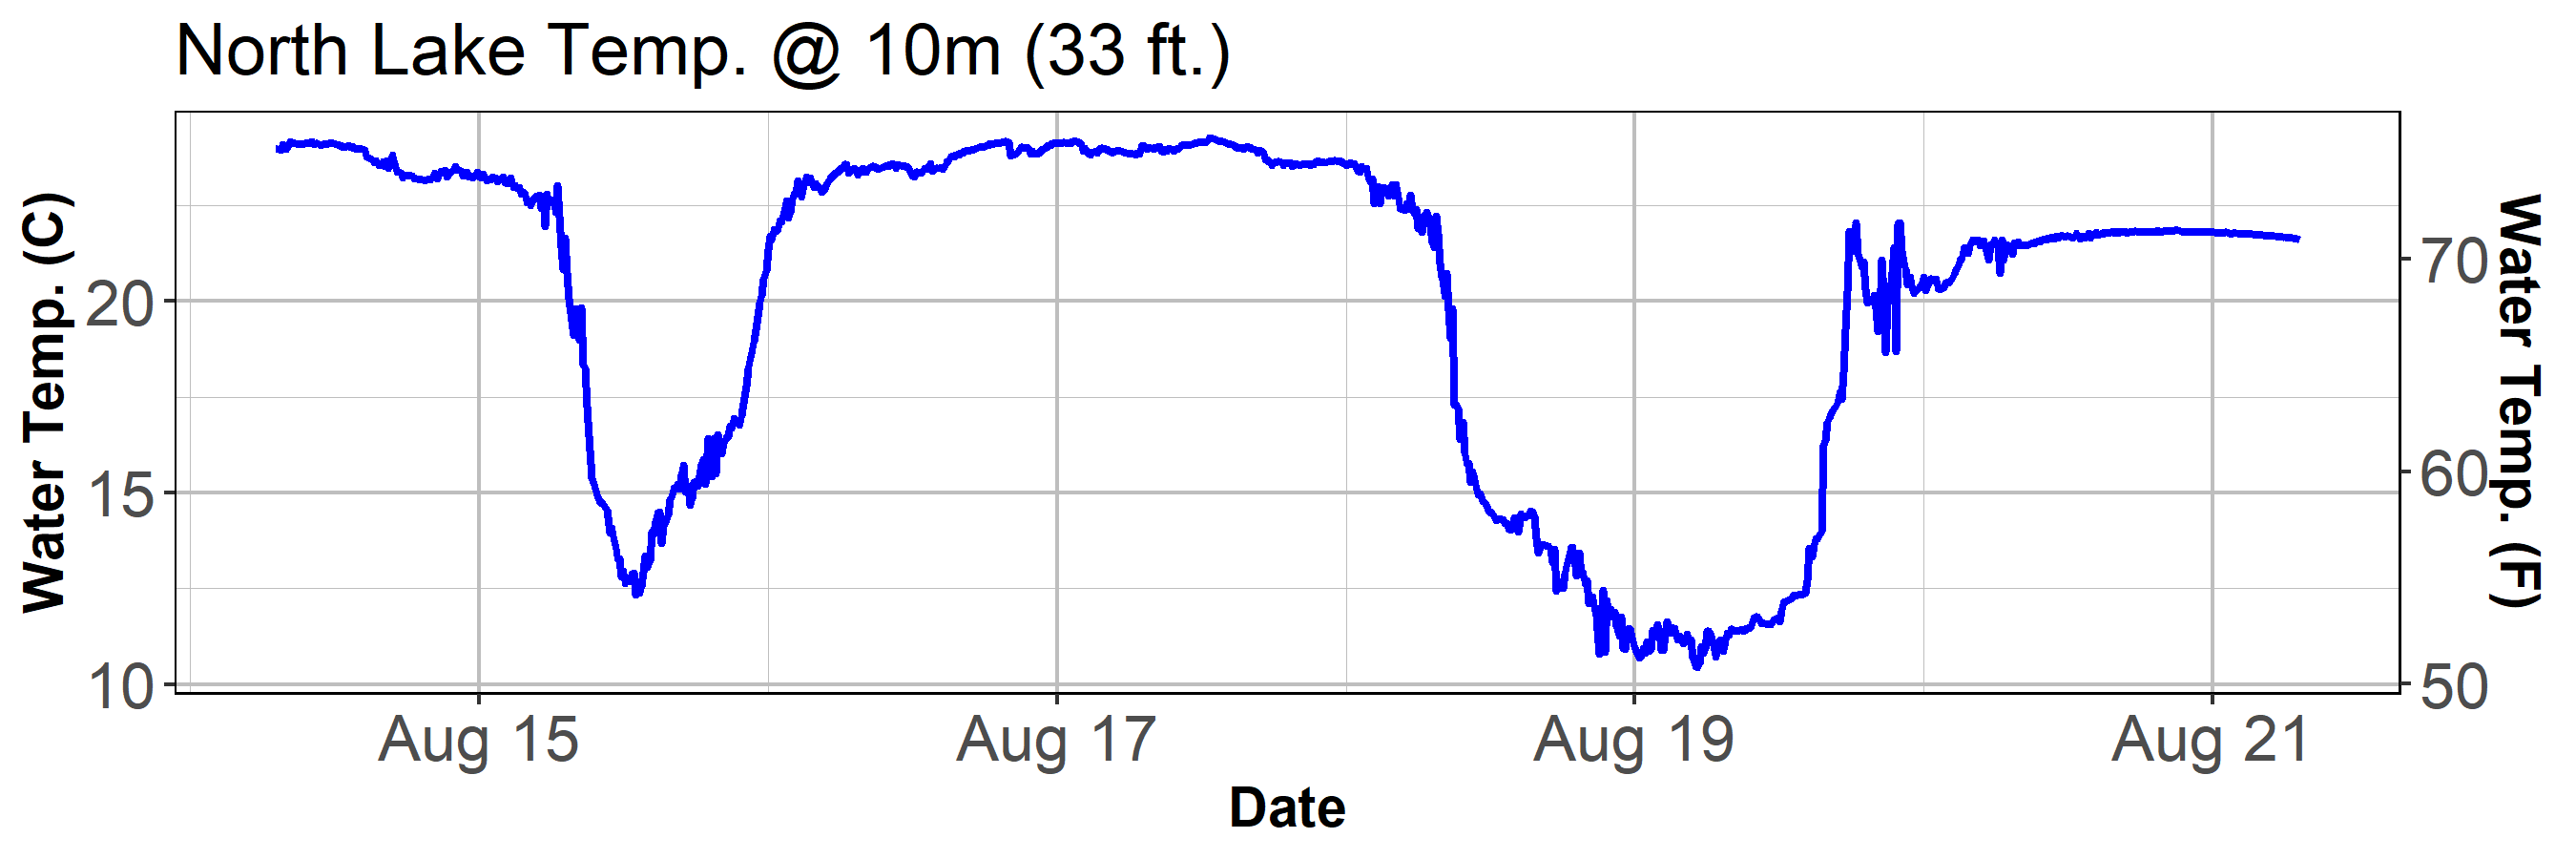 North Lake Temp. @ 10m (33 ft.)
Water Temp. (C)
20
15
10
70
60
50
Water Temp. (F)
Aug 15
Aug 17
Aug 19
Aug 21
Date